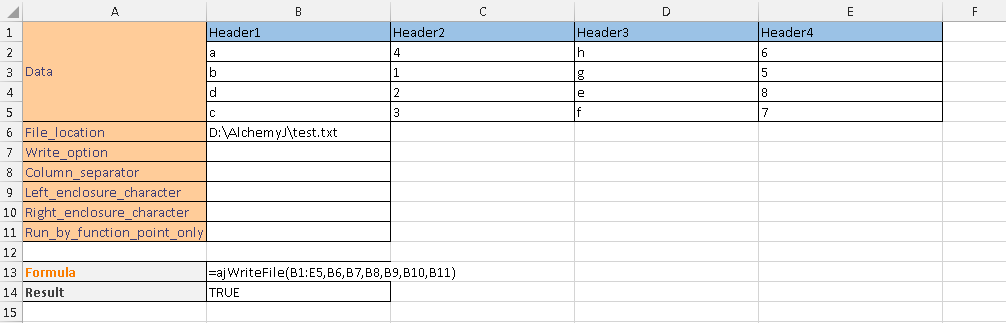 A B C D E F
1 Header1 Header2 Header3 Header4
2 a 4 h 6
3 Data b 1 g 5
4 d 2 e 8
5 c 3 f 7
6 File_location D:\AlchemyJ\test.txt
7 Write_option
8 Column_separator
9 Left_enclosure_character
10 Right_enclosure_character
11 Run_by_function_point_only
12
13 Formula =ajWriteFile(B1:E5,B6,B7,B8,B9,B10,B11)
14 Result TRUE
15